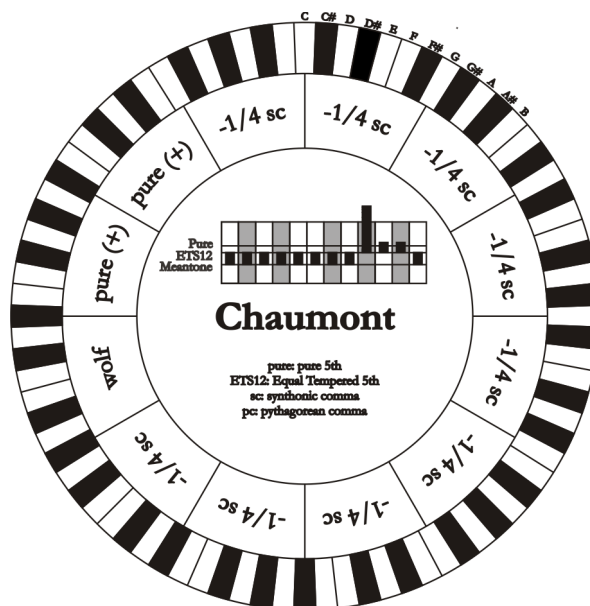 C C# D D# E F F# G G# A A# B
-1/4 sc
-1/4 sc
-1/4 sc
-1/4 sc
-1/4 sc
-1/4 sc
-1/4 sc
-1/4 sc
-1/4 sc
wolf
pure (+)
pure (+)
Pure
ETS12
Meantone
Chaumont
pure: pure 5th
ETS12: Equal Tempered 5th
sc: synthonic comma
pc: pythagorean comma